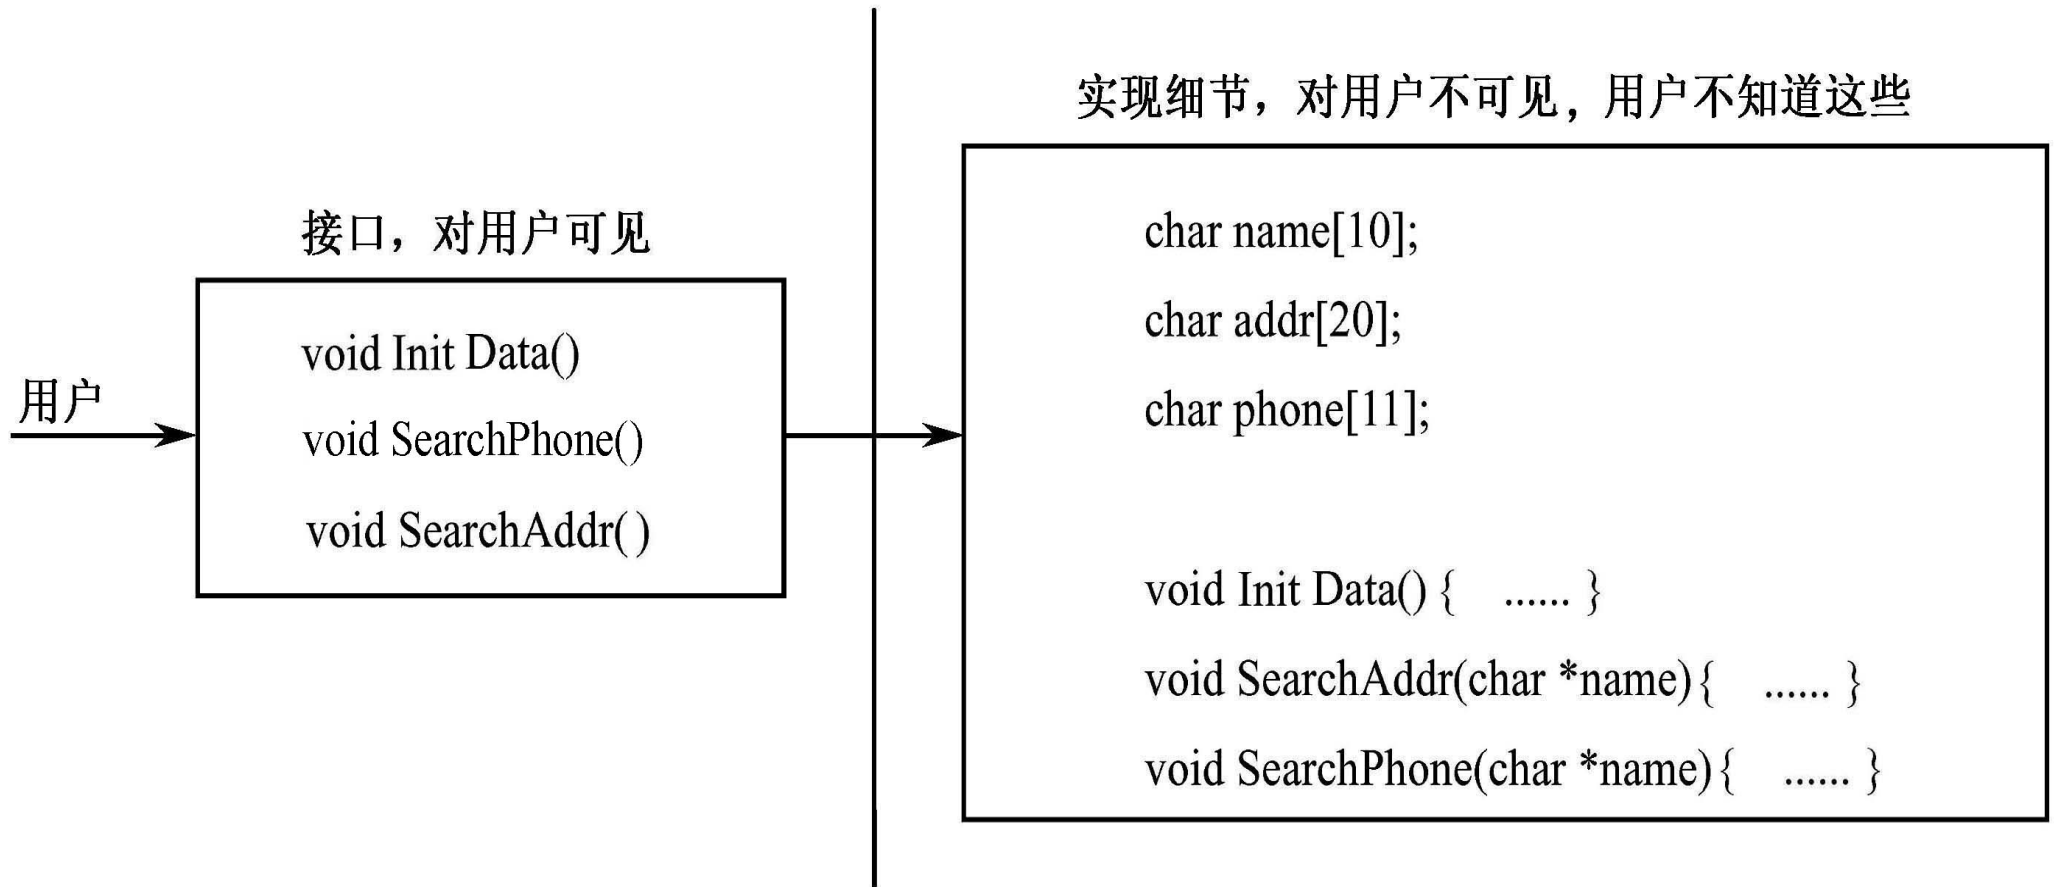 用户
接口，对用户可见
void Init Data()
void SearchPhone()
void SearchAddr( )
实现细节，对用户不可见，用户不知道这些
char name[10];
char addr[20];
char phone[11];
void Init Data() { ...... }
void SearchAddr(char *name) { ...... }
void SearchPhone(char *name) { ...... }